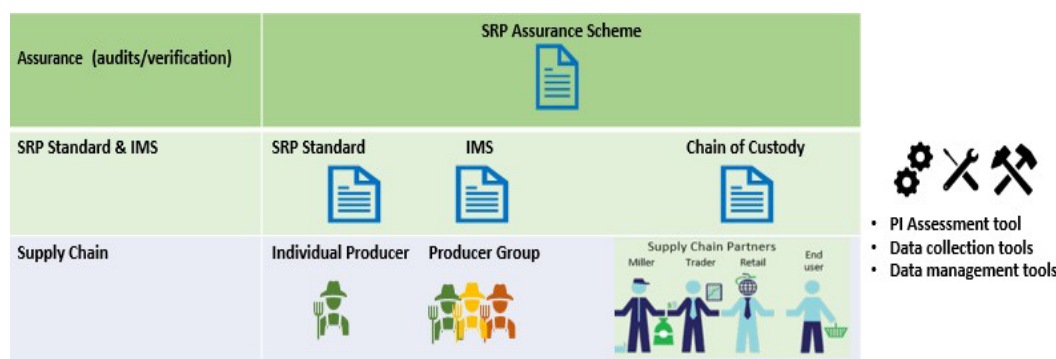 SRP Assurance Scheme
Assurance (audits/verification)
SRP Standard & IMS
SRP Standard
IMS
Chain of Custody
Supply Chain
Individual Producer
Producer Group
Supply Chain Partners
Miller
Trader
Retail
End
user
• PI Assessment tool
• Data collection tools
• Data management tools